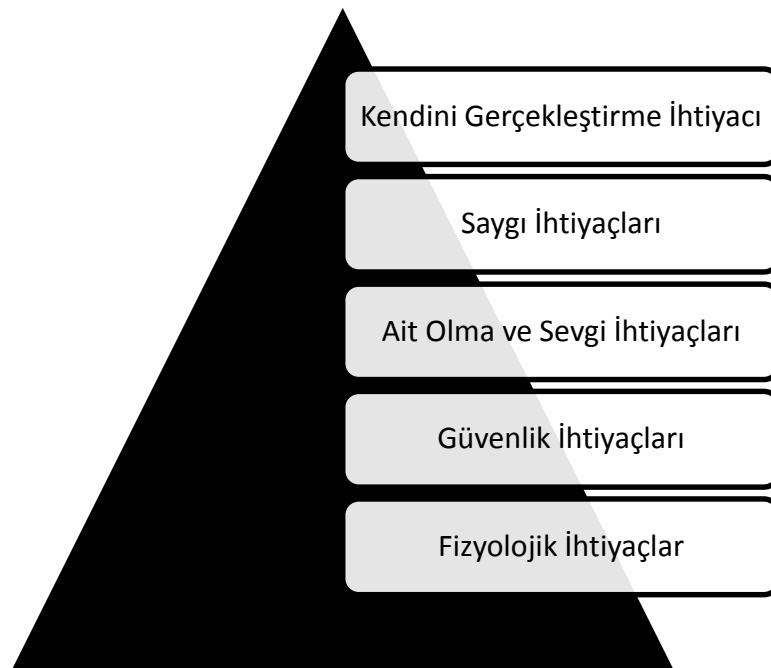 Kendini Gerçekleştirme İhtiyacı
Saygı İhtiyaçları
Ait Olma ve Sevgi İhtiyaçları
Güvenlik İhtiyaçları
Fizyolojik İhtiyaçlar